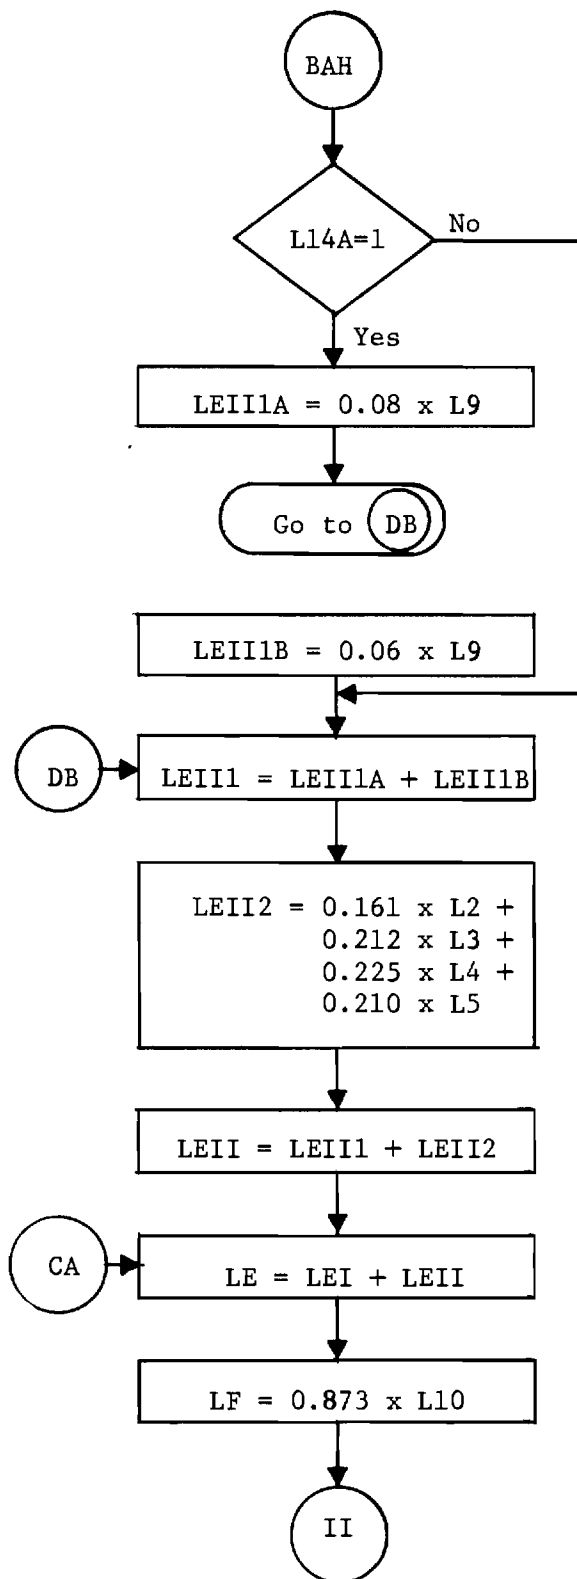 BAH
L14A=1
No
Yes
LEII1A = 0.08 x L9
Go to DB
LEII1B = 0.06 x L9
DB
LEII1 = LEII1A + LEII1B
LEII2 = 0.161 x L2 +
0.212 x L3 +
0.225 x L4 +
0.210 x L5
LEII = LEII1 + LEII2
CA
LE = LEI + LEII
LF = 0.873 x L10
II